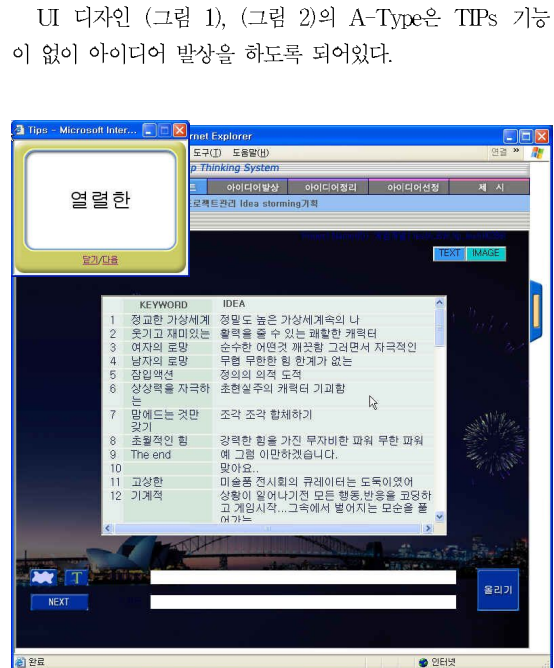 UI 디자인 (그림 1), (그림 2)의 A-Type은 TIPs 기능
이 없이 아이디어 발상을 하도록 되어있다.
Tips - Microsoft Inter...
rnet Explorer
도구(T) 도움말(H)
연결 »
p Thinking System
트 아이디어발상 아이디어정리 아이디어선정 제 시
로젝트관리 Idea storming기획
열렬한
닫기/다음
TEXT IMAGE
KEYWORD IDEA
1 정교한 가상세계 정밀도 높은 가상세계속의 나
2 웃기고 재미있는 활력을 줄 수 있는 쾌할한 캐릭터
3 여자의 로망 순수한 어떤것 깨끗함 그러면서 자극적인
4 남자의 로망 무협 무한한 힘 한계가 없는
5 잠입액션 정의의 의적 도적
6 상상력을 자극하 초현실주의 캐릭터 기괴함
는
7 맘에드는 것만 조각 조각 합체하기
갖기
8 초월적인 힘 강력한 힘을 가진 무자비한 파워 무한 파워
9 The end 예 그럼 이만하겠습니다.
10 맞아요..
11 고상한 미술품 전시회의 큐레이터는 도둑이였어
12 기계적 상황이 일어나기전 모든 행동,반응을 코딩하
고 게임시작...그속에서 벌어지는 모순을 풀
어가는
T
NEXT
올리기
완료
인터넷